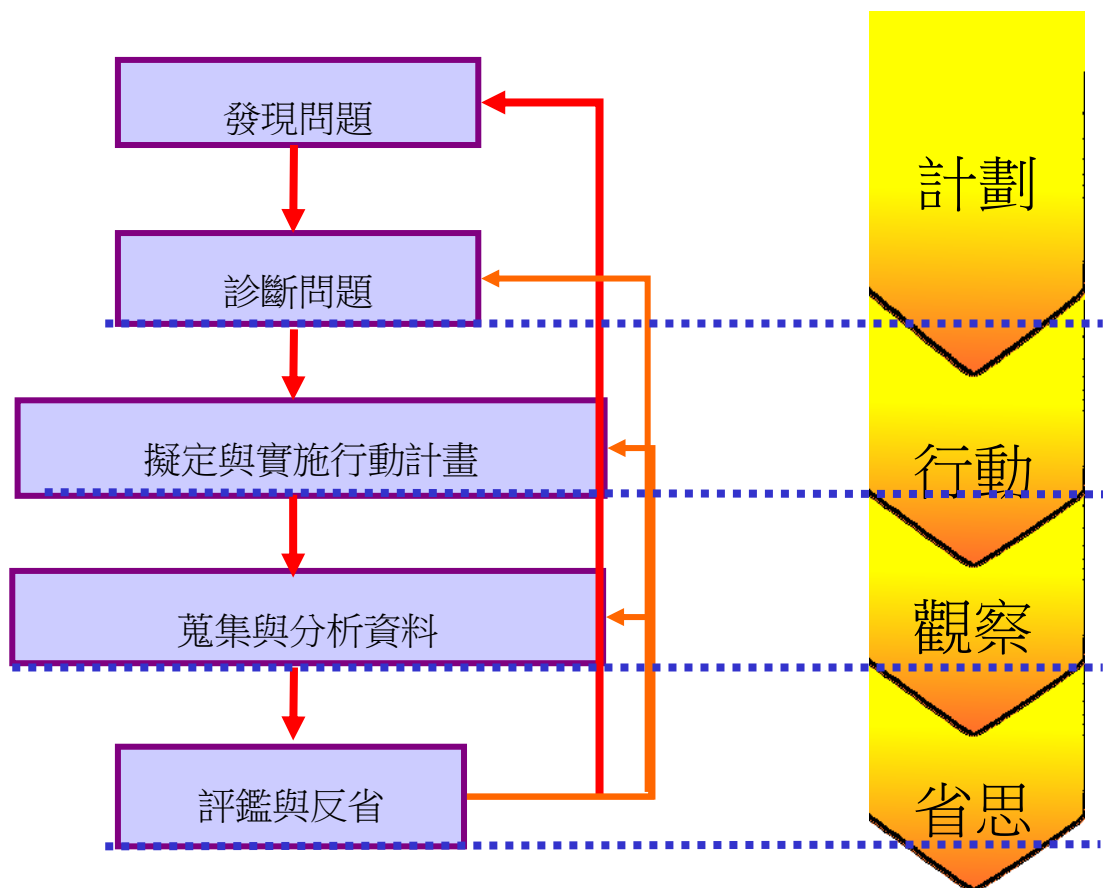 發現問題
計劃
診斷問題
擬定與實施行動計畫
行動
蒐集與分析資料
觀察
評鑑與反省
省思